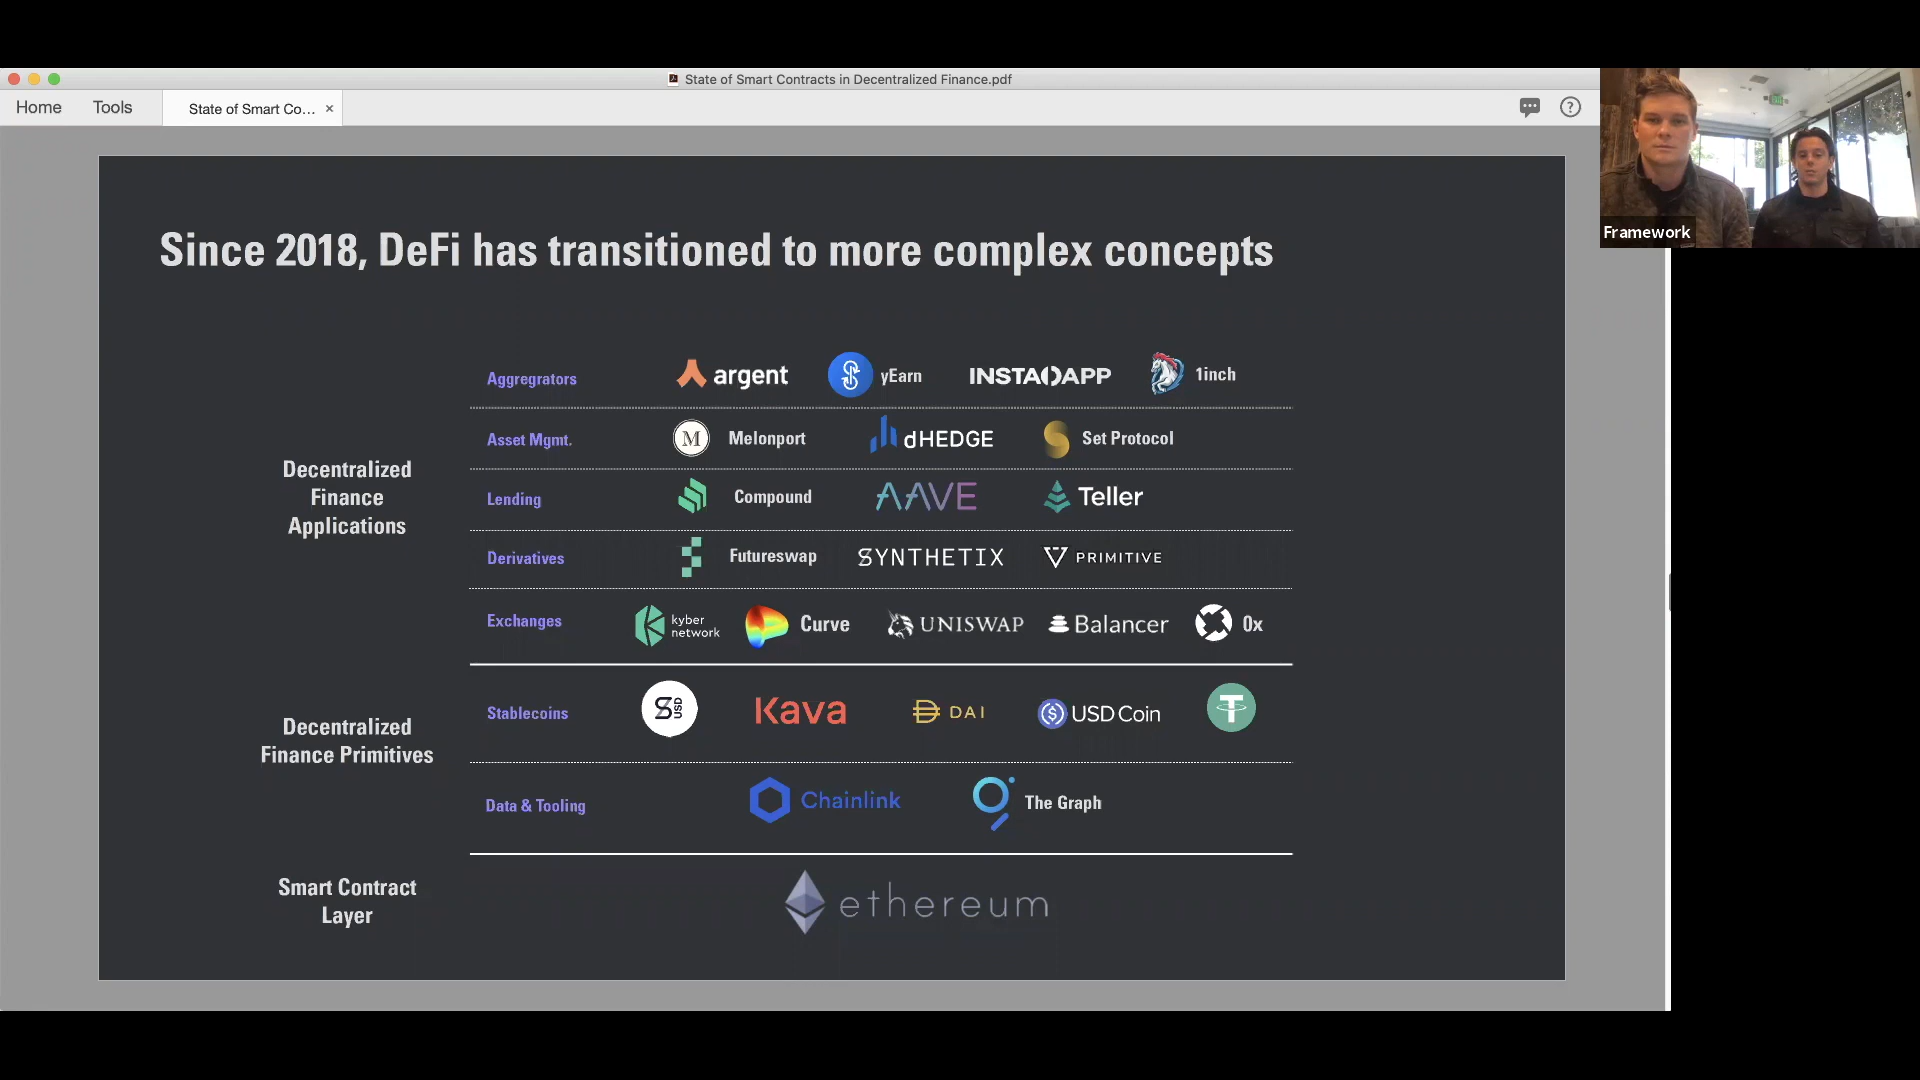 State of Smart Contracts in Decentralized Finance.pdf
Home Tools State of Smart Co... × ?
Framework
Since 2018, DeFi has transitioned to more complex concepts
Aggregrators argent yEarn INSTADAPP 1inch
Asset Mgmt. M Melonport dHEDGE Set Protocol
Decentralized
Finance
Applications
Lending Compound AAVE Teller
Derivatives Futureswap SYNTHETIX PRIMITIVE
Exchanges kyber network Curve UNISWAP Balancer 0x
Decentralized
Finance Primitives
Stablecoins S USD Kava DAI $ USD Coin T
Data & Tooling Chainlink The Graph
Smart Contract
Layer
ethereum